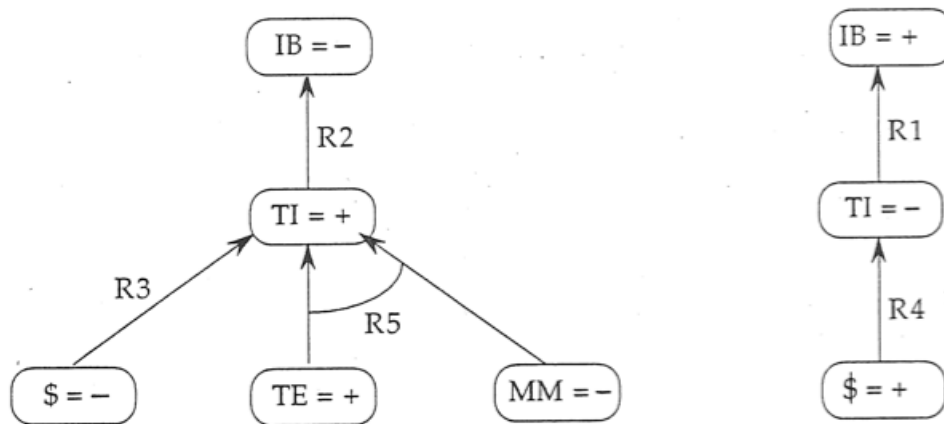 IB = –
IB = +
R2
R1
TI = +
TI = –
R3
R5
R4
$ = –
TE = +
MM = –
$ = +